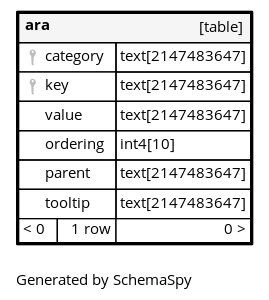 ara [table]
category text[2147483647]
key text[2147483647]
value text[2147483647]
ordering int4[10]
parent text[2147483647]
tooltip text[2147483647]
< 0 1 row 0 >
Generated by SchemaSpy